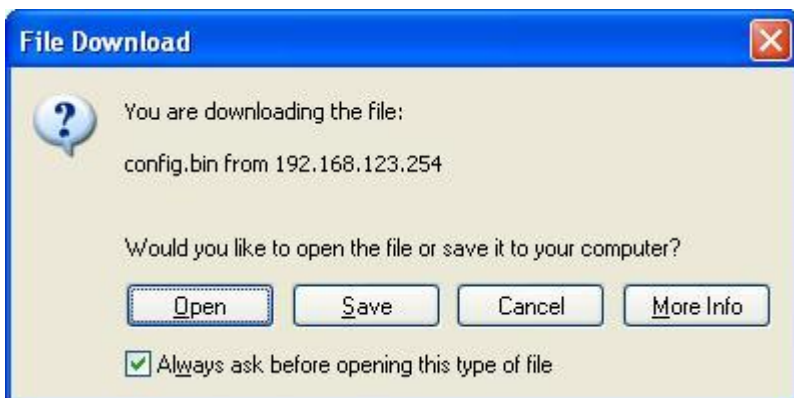 File Download
You are downloading the file:
config.bin from 192.168.123.254
Would you like to open the file or save it to your computer?
Open Save Cancel More Info
Always ask before opening this type of file